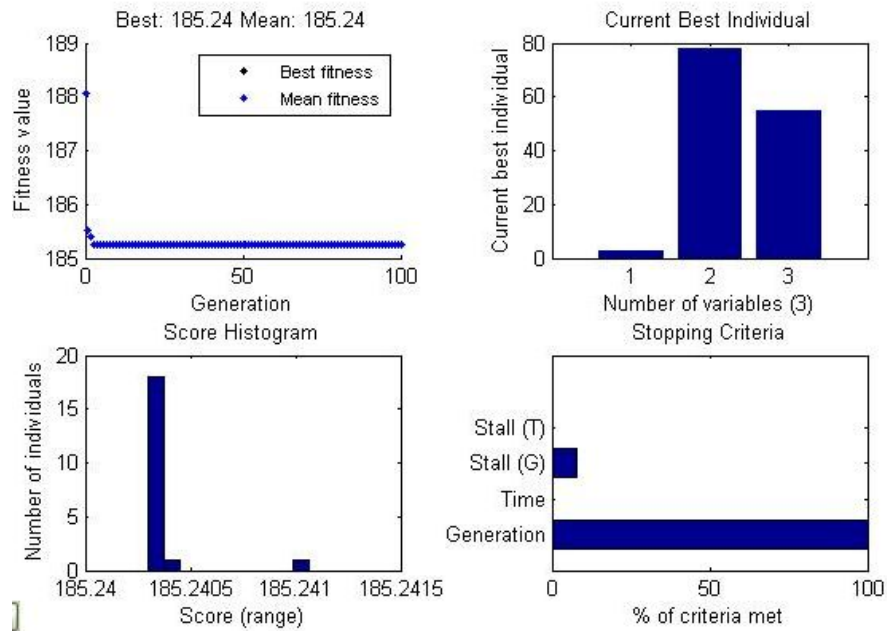 Best: 185.24 Mean: 185.24
Fitness value
189
188
187
186
185
Best fitness
Mean fitness
0
50
100
Generation
Current Best Individual
Current best individual
80
60
40
20
0
1
2
3
Number of variables (3)
Score Histogram
Number of individuals
20
15
10
5
0
185.24
185.2405
185.241
185.2415
Score (range)
Stopping Criteria
Stall (T)
Stall (G)
Time
Generation
0
50
100
% of criteria met